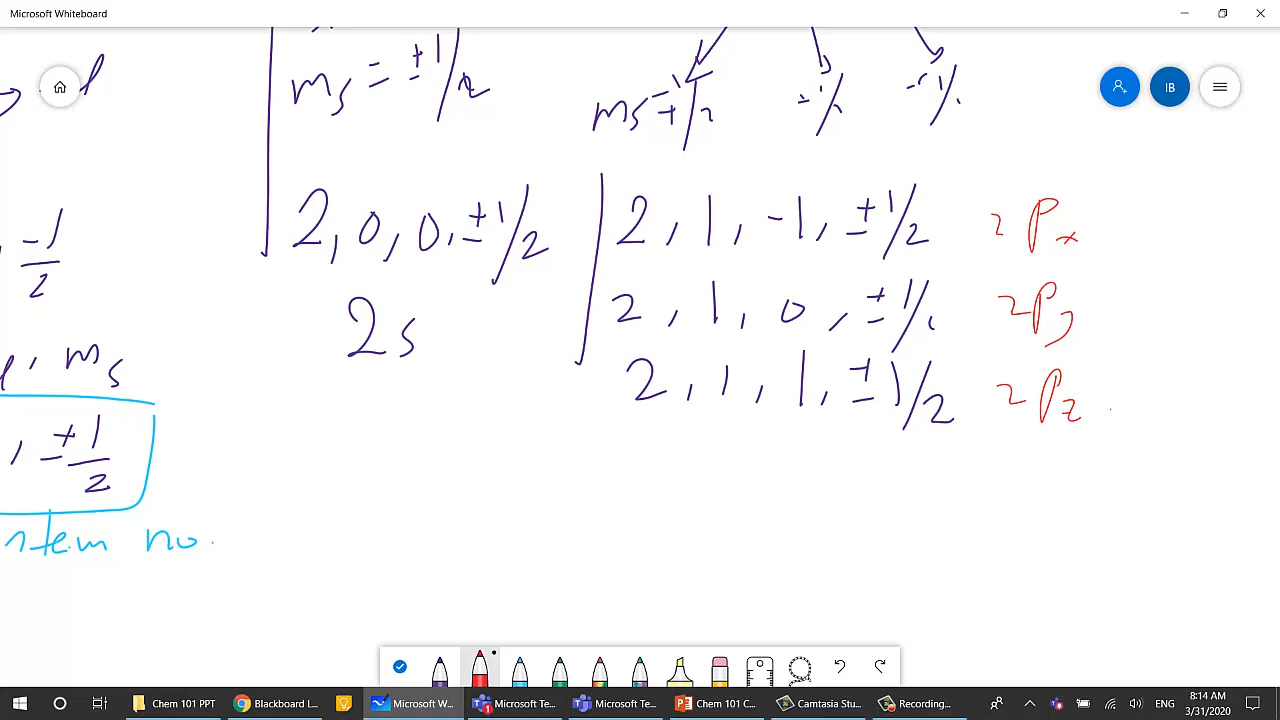 Microsoft Whiteboard
IB
ms = ±1/2
ms ±1/2
2, 0, 0, ±1/2
2s
2, 1, -1, ±1/2 2Px
2, 1, 0, ±1/2 2Py
2, 1, 1, ±1/2 2Pz
, -1/2
, ms
, ±1/2
stem no.
Chem 101 PPT
Blackboard L...
Microsoft W...
Microsoft Te...
Microsoft Te...
Chem 101 C...
Camtasia Stu...
Recording...
ENG
8:14 AM
3/31/2020